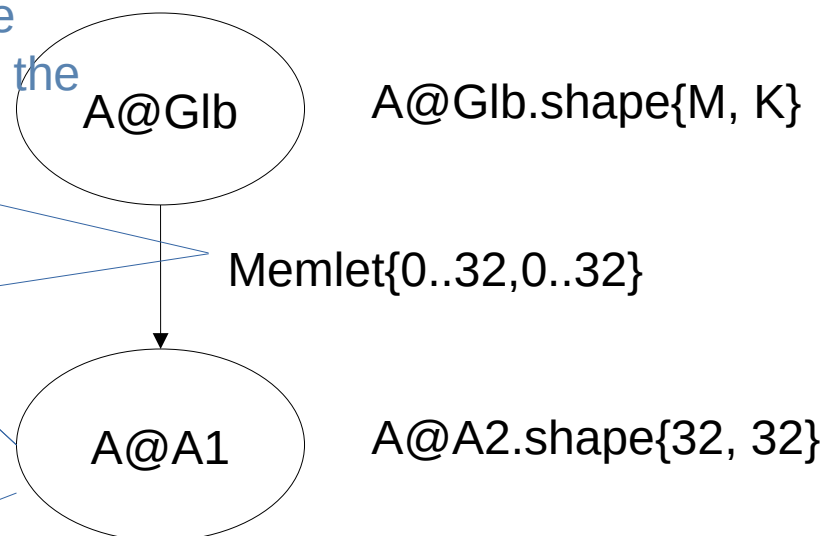 e
the
A@Glb
A@Glb.shape{M, K}
Memlet{0..32,0..32}
A@A1
A@A2.shape{32, 32}